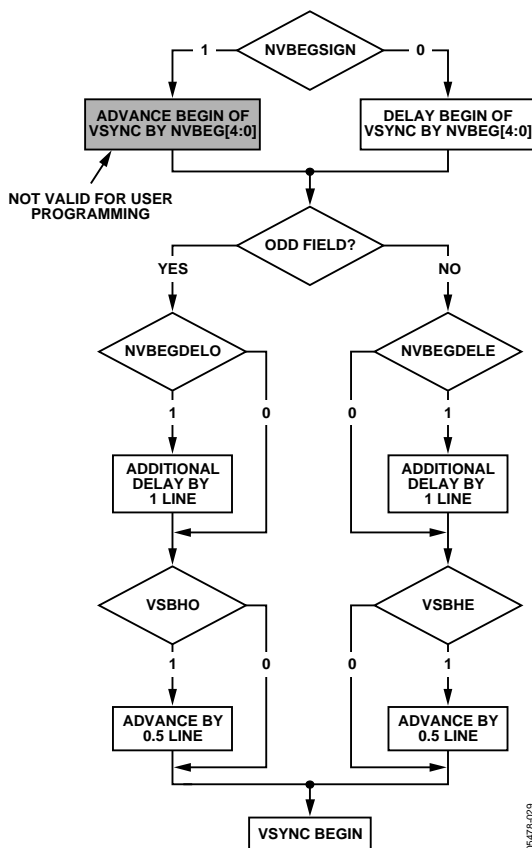 NVBEGSIGN
1
0
ADVANCE BEGIN OF
VSYNC BY NVBEG[4:0]
DELAY BEGIN OF
VSYNC BY NVBEG[4:0]
NOT VALID FOR USER
PROGRAMMING
ODD FIELD?
YES
NO
NVBEGDELO
NVBEGDELE
1
0
0
1
ADDITIONAL
DELAY BY
1 LINE
ADDITIONAL
DELAY BY
1 LINE
VSBHO
VSBHE
1
0
0
1
ADVANCE BY
0.5 LINE
ADVANCE BY
0.5 LINE
VSYNC BEGIN
05478-029